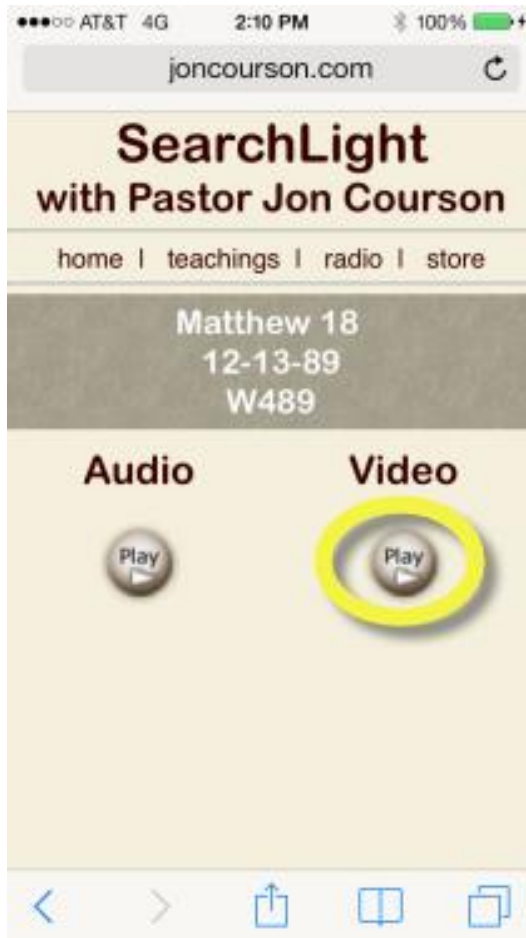 AT&T 4G 2:10 PM 100%
joncourson.com
SearchLight
with Pastor Jon Courson
home | teachings | radio | store
Matthew 18
12-13-89
W489
Audio Video
Play Play